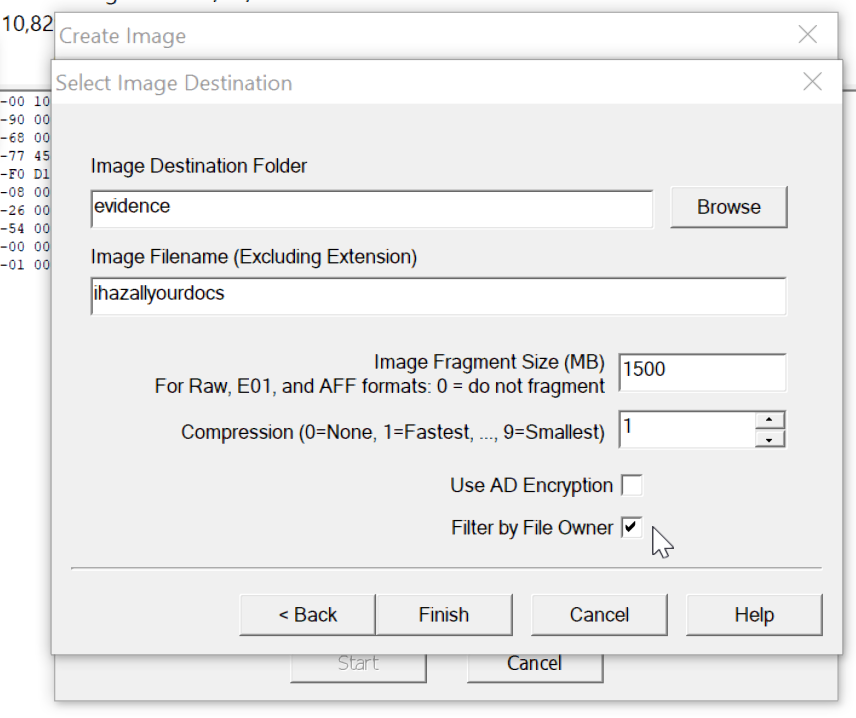 10,82
Create Image
Select Image Destination
-00 10
-90 00
-68 00
-77 45
-F0 D1
-08 00
-26 00
-54 00
-00 00
-01 00
Image Destination Folder
evidence
Browse
Image Filename (Excluding Extension)
ihazallyourdocs
Image Fragment Size (MB)
1500
For Raw, E01, and AFF formats: 0 = do not fragment
Compression (0=None, 1=Fastest, ..., 9=Smallest)
1
Use AD Encryption
Filter by File Owner
< Back
Finish
Cancel
Help
Start
Cancel